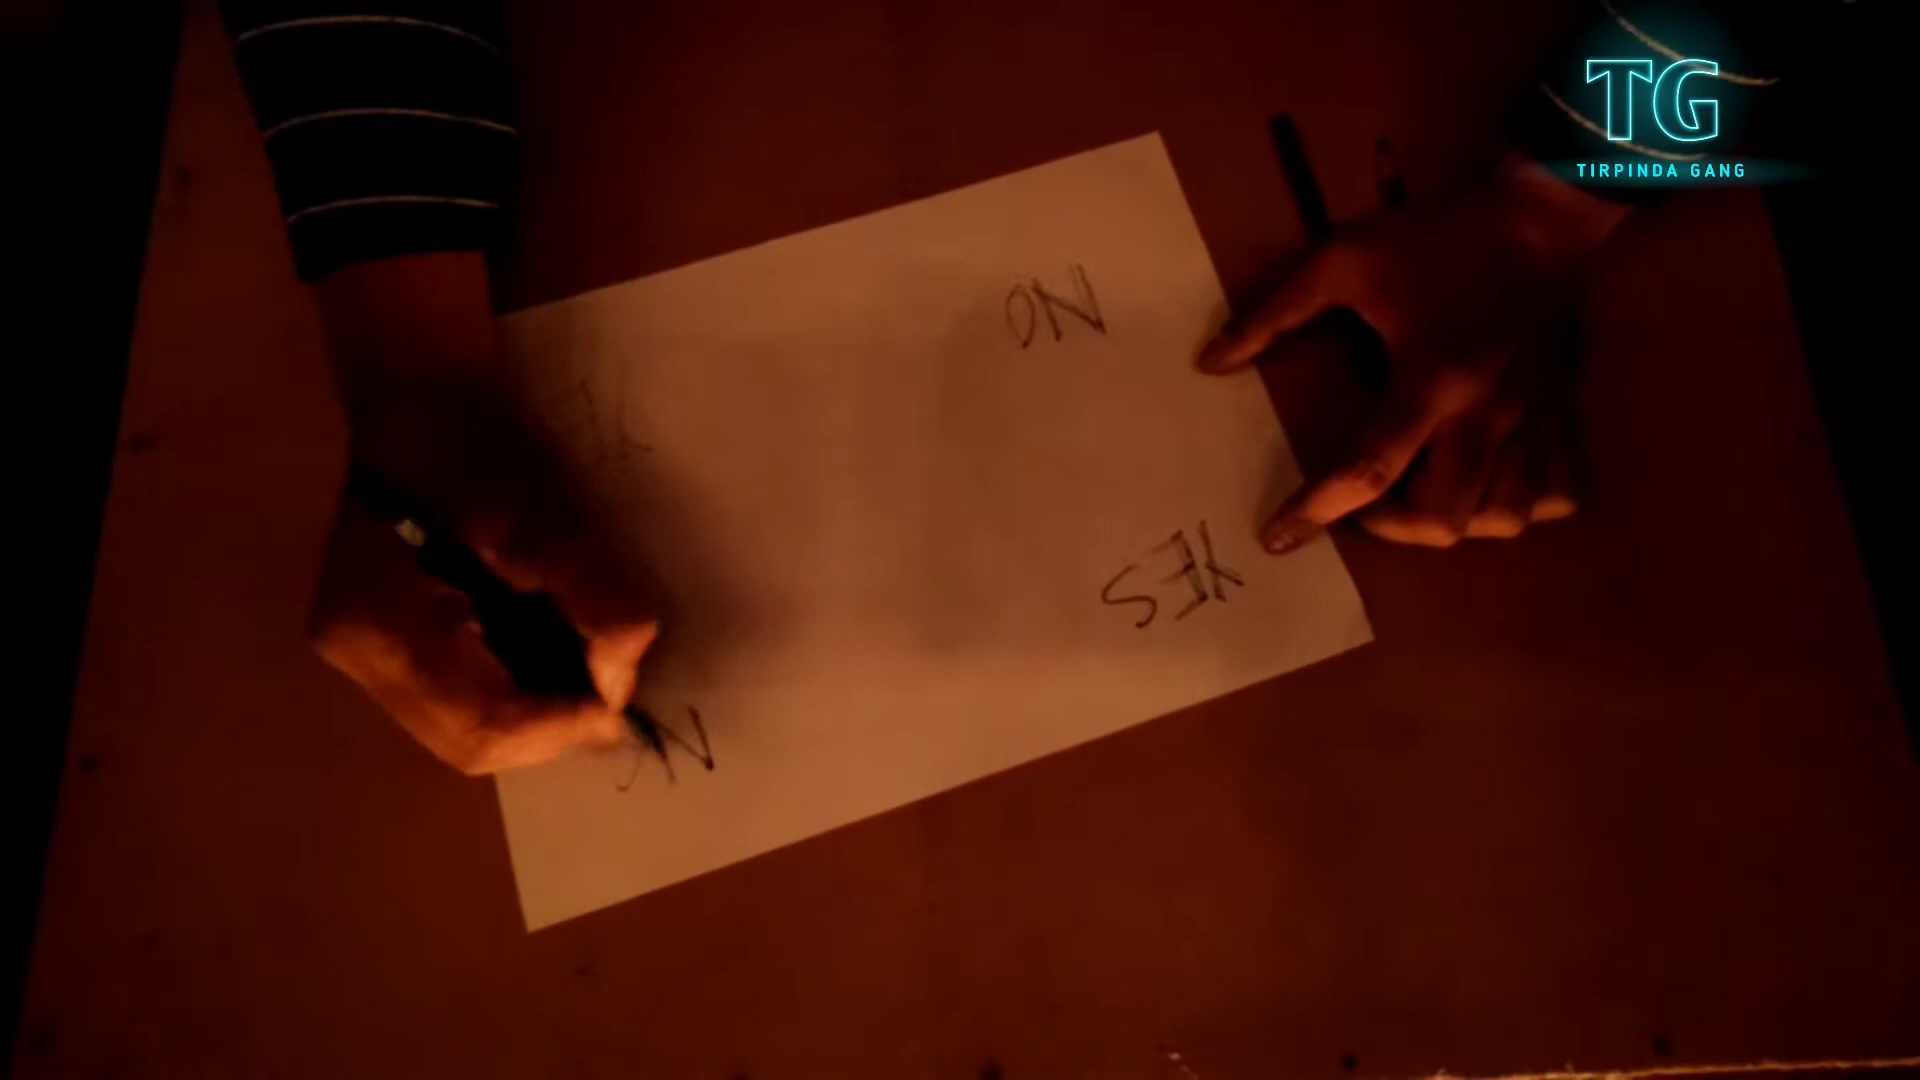 TG
TIRPINDA GANG
NO
YES
N